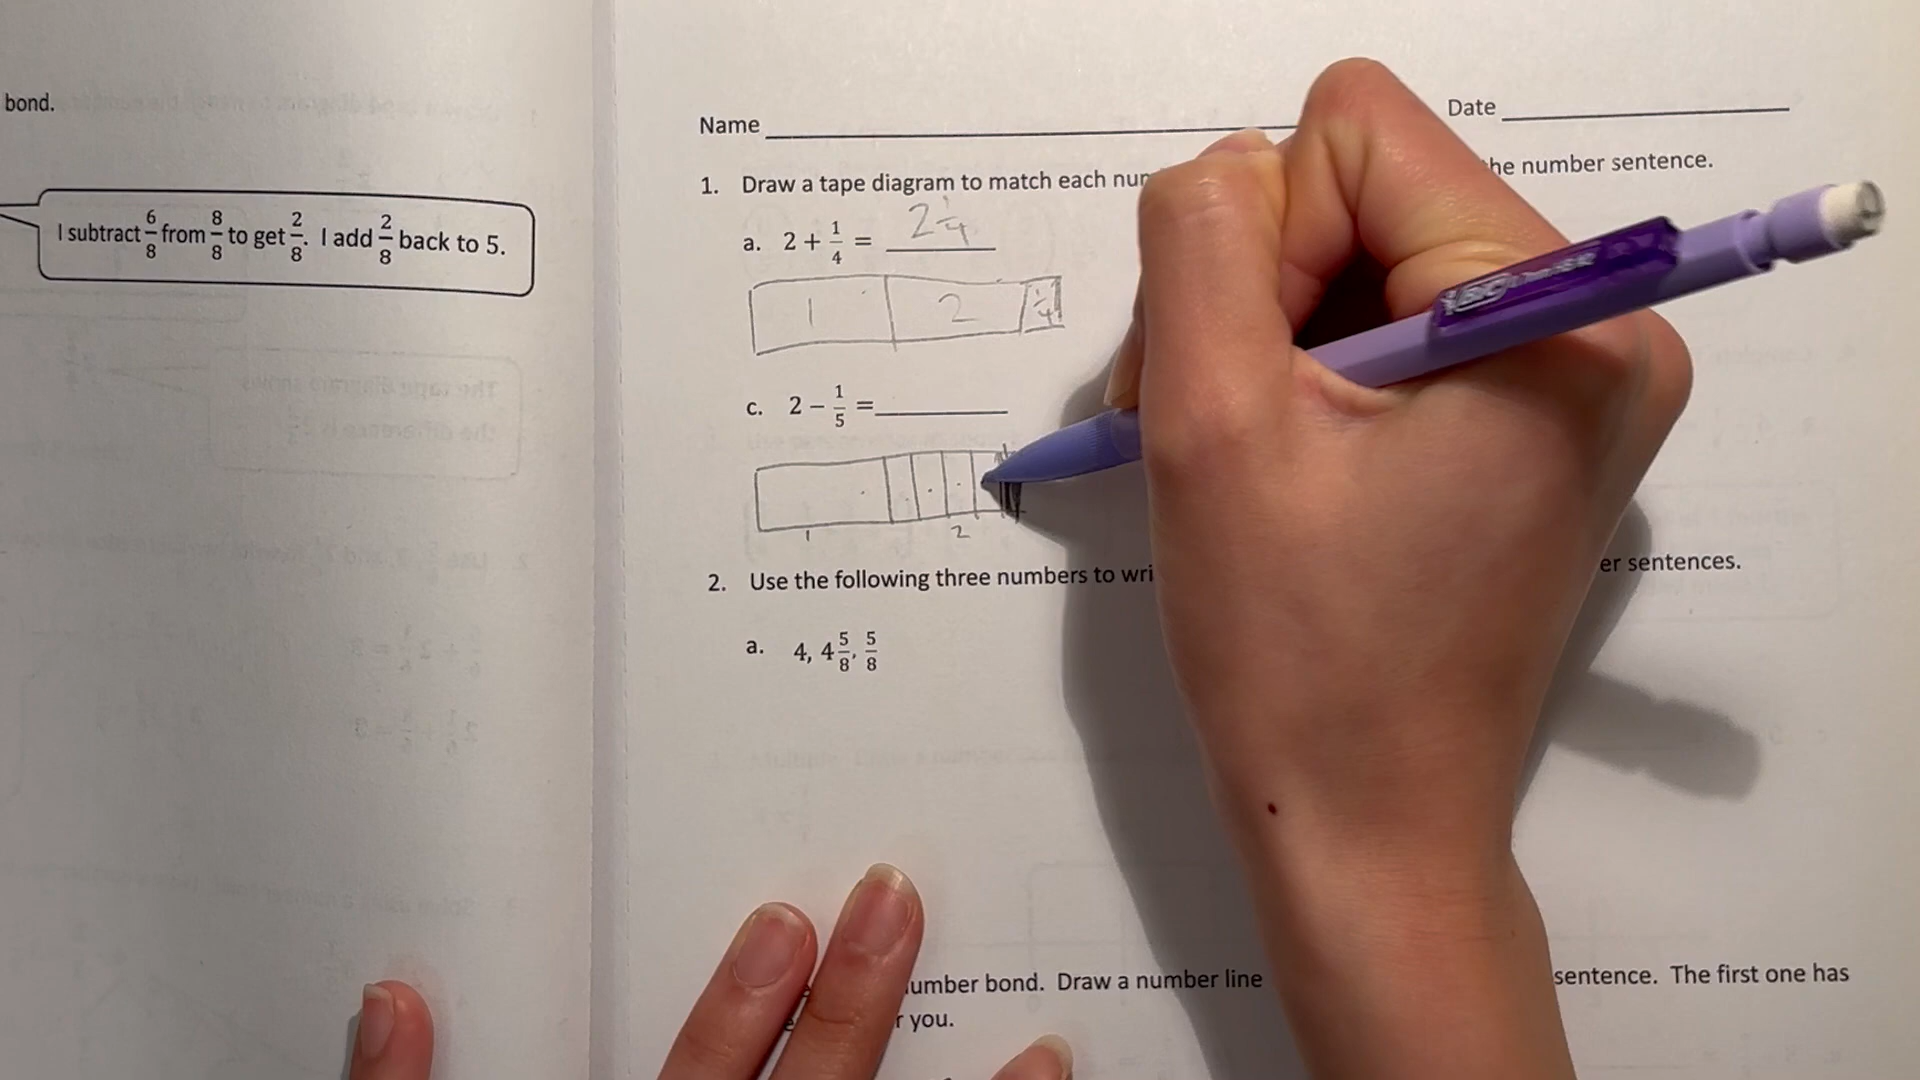 bond.
I subtract 6/8 from 8/8 to get 2/8. I add 2/8 back to 5.
Name Date
1. Draw a tape diagram to match each he number sentence.
a. 2 + 1/4 = 2 1/4
1 2 1/4
c. 2 − 1/5 =
1 2
2. Use the following three numbers to er sentences.
a. 4, 4 5/8, 5/8
umber bond. Draw a number line sentence. The first one has
you.
BIC